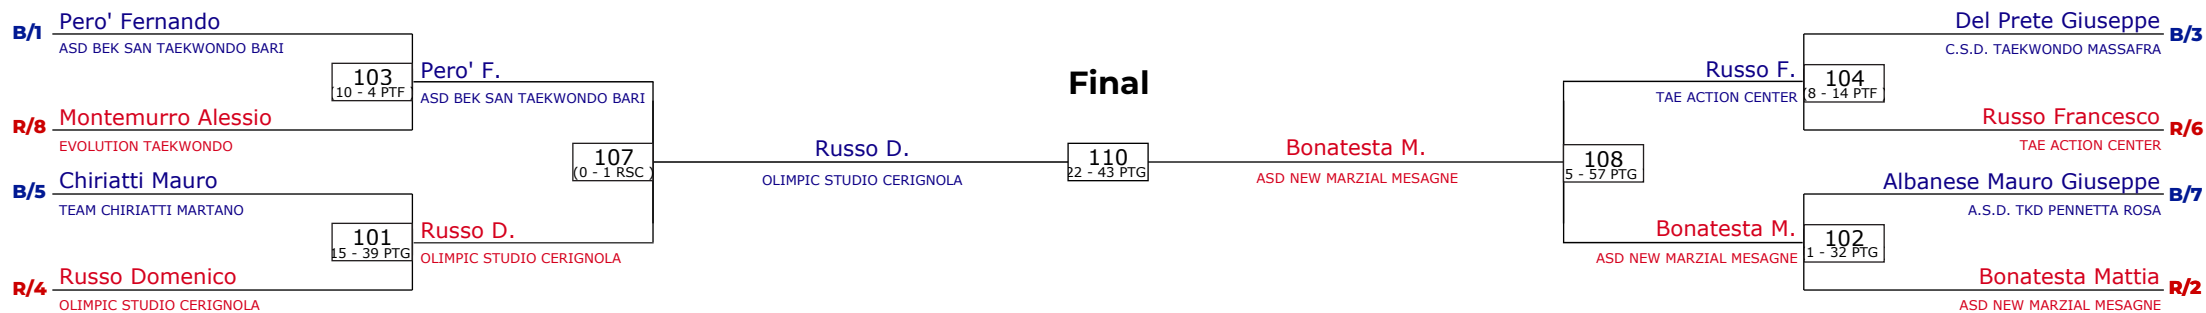 B/1 Pero' Fernando
ASD BEK SAN TAEKWONDO BARI
103
(10 - 4 PTF )
R/8 Montemurro Alessio
EVOLUTION TAEKWONDO
B/5 Chiriatti Mauro
TEAM CHIRIATTI MARTANO
101
15 - 39 PTG
R/4 Russo Domenico
OLIMPIC STUDIO CERIGNOLA
Pero' F.
ASD BEK SAN TAEKWONDO BARI
107
(0 - 1 RSC )
Russo D.
OLIMPIC STUDIO CERIGNOLA
Russo D.
OLIMPIC STUDIO CERIGNOLA
Final
110
22 - 43 PTG
Bonatesta M.
ASD NEW MARZIAL MESAGNE
Russo F.
TAE ACTION CENTER
108
5 - 57 PTG
Bonatesta M.
ASD NEW MARZIAL MESAGNE
Del Prete Giuseppe B/3
C.S.D. TAEKWONDO MASSAFRA
104
(8 - 14 PTF )
Russo Francesco R/6
TAE ACTION CENTER
Albanese Mauro Giuseppe B/7
A.S.D. TKD PENNETTA ROSA
102
1 - 32 PTG
Bonatesta Mattia R/2
ASD NEW MARZIAL MESAGNE